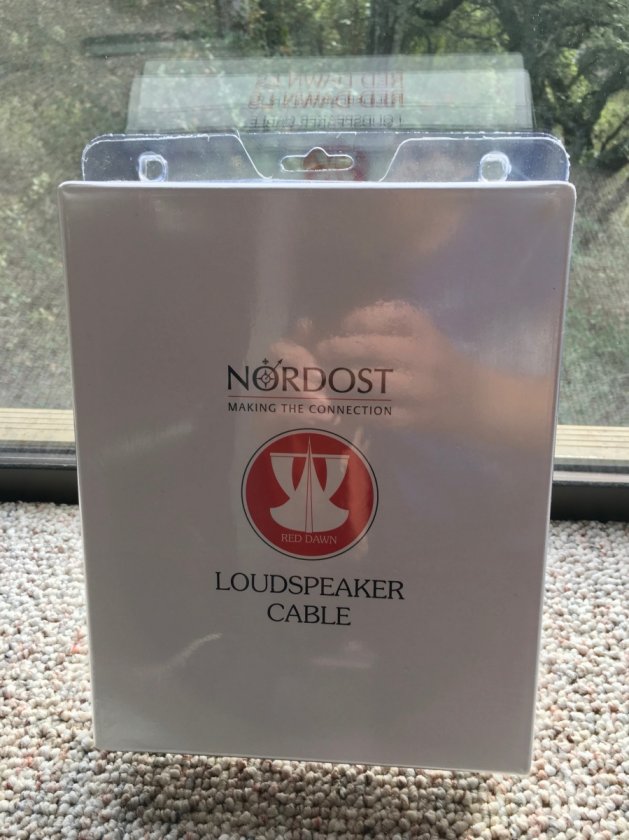 NORDOST
MAKING THE CONNECTION
RED DAWN
LOUDSPEAKER
CABLE